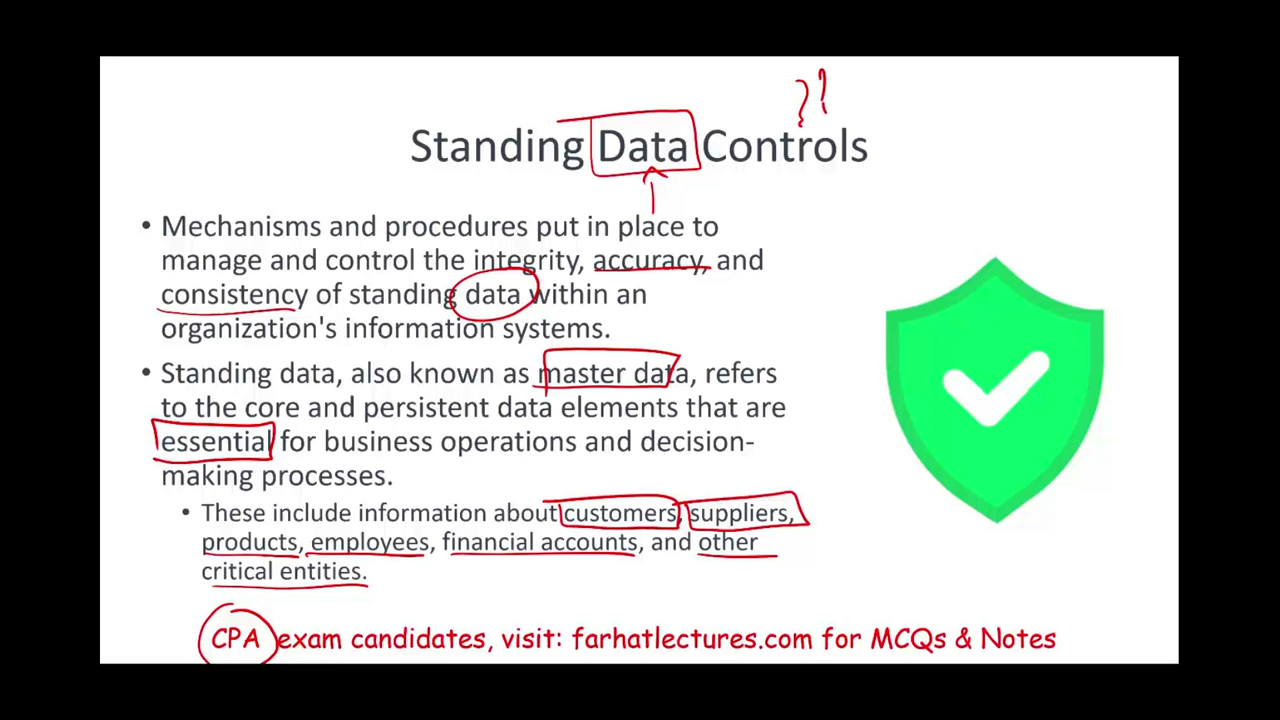 ??
Standing Data Controls
• Mechanisms and procedures put in place to
manage and control the integrity, accuracy, and
consistency of standing data within an
organization's information systems.
• Standing data, also known as master data, refers
to the core and persistent data elements that are
essential for business operations and decision-
making processes.
• These include information about customers, suppliers,
products, employees, financial accounts, and other
critical entities.
CPA exam candidates, visit: farhatlectures.com for MCQs & Notes